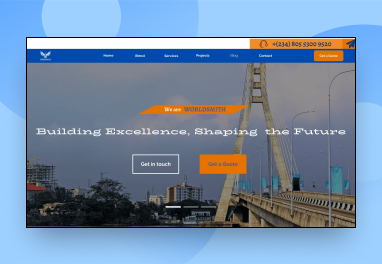 +(234) 805 5300 9520
Home About Services Projects Blog Contact Get a Quote
We are WORLDSMITH
Building Excellence, Shaping the Future
Get in touch Get a Quote